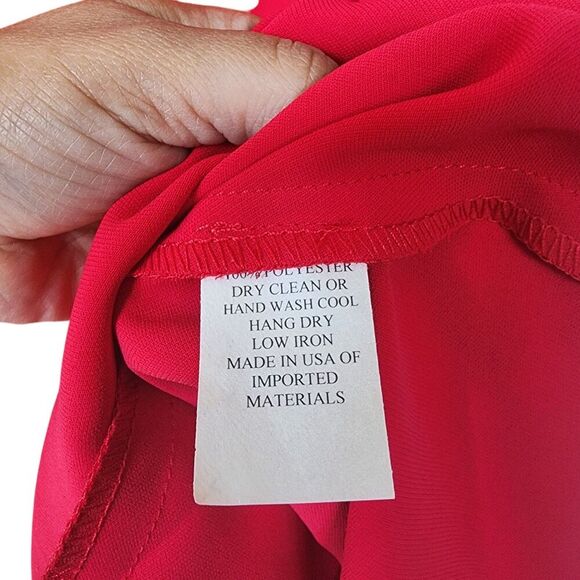 100% POLYESTER
DRY CLEAN OR
HAND WASH COOL
HANG DRY
LOW IRON
MADE IN USA OF
IMPORTED
MATERIALS